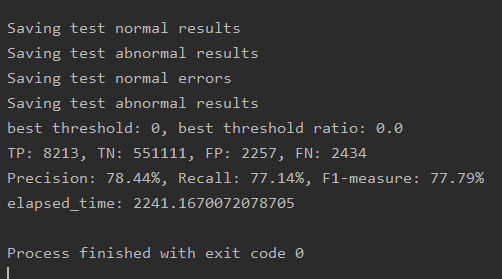 Saving test normal results
Saving test abnormal results
Saving test normal errors
Saving test abnormal results
best threshold: 0, best threshold ratio: 0.0
TP: 8213, TN: 551111, FP: 2257, FN: 2434
Precision: 78.44%, Recall: 77.14%, F1-measure: 77.79%
elapsed_time: 2241.1670072078705
Process finished with exit code 0